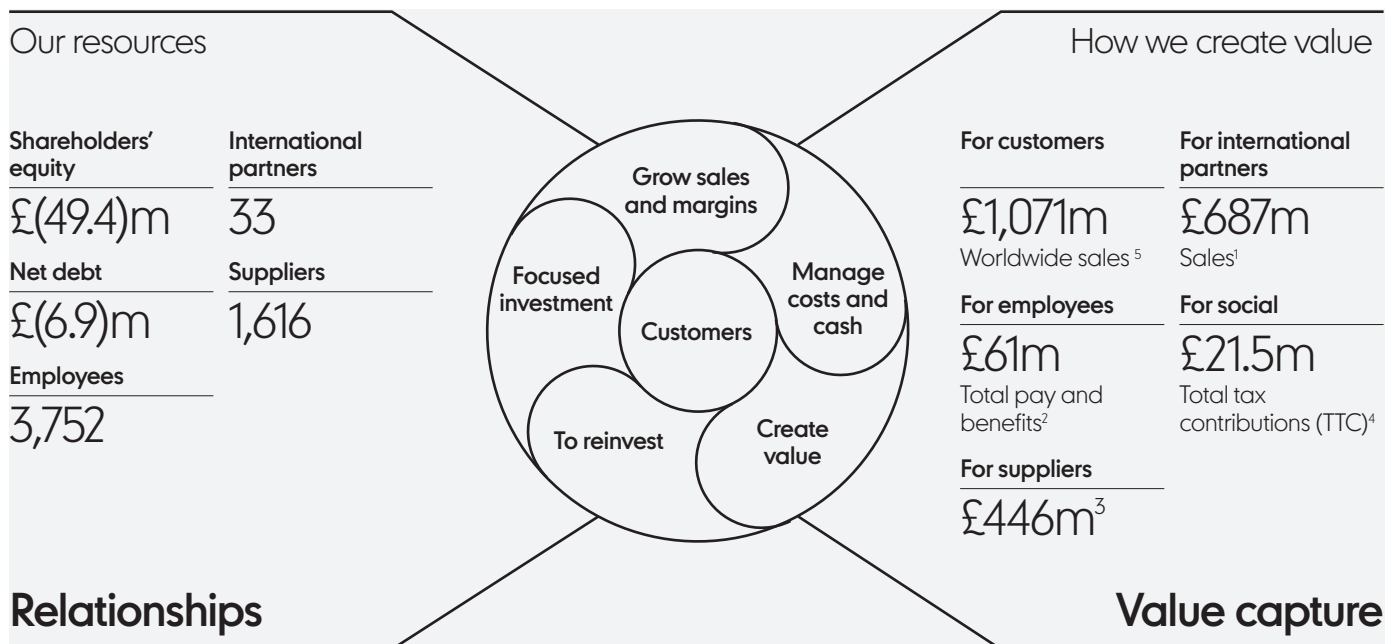 Our resources
Shareholders’
equity
£(49.4)m
International
partners
33
Net debt
£(6.9)m
Suppliers
1,616
Employees
3,752
Relationships
Grow sales
and margins
Manage
costs and
cash
Create
value
To reinvest
Focused
investment
Customers
How we create value
For customers
£1,071m
Worldwide sales ⁵
For international
partners
£687m
Sales¹
For employees
£61m
Total pay and
benefits²
For social
£21.5m
Total tax
contributions (TTC)⁴
For suppliers
£446m³
Value capture